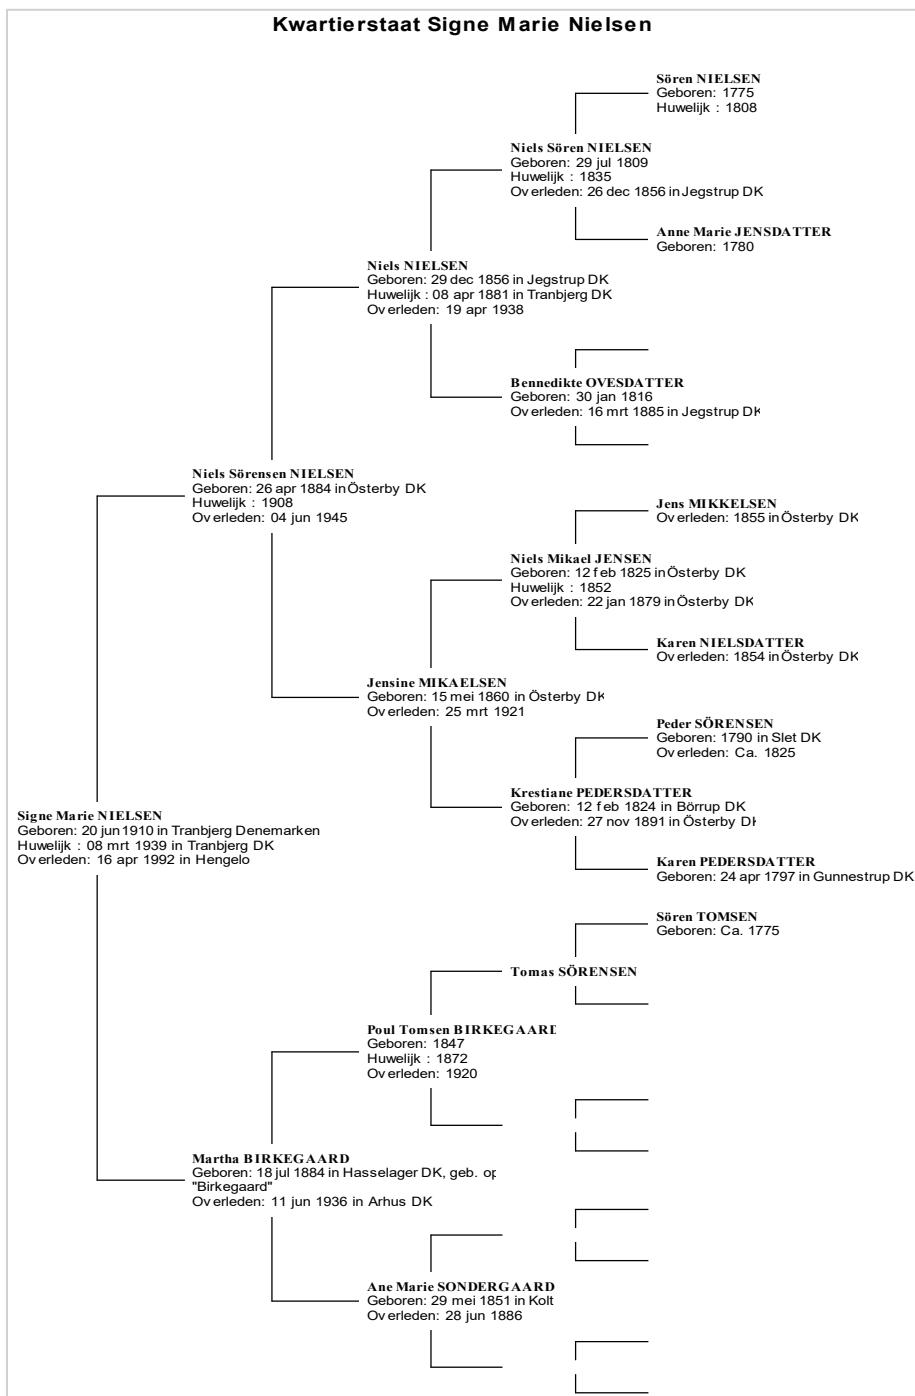 Kwartierstaat Signe Marie Nielsen
Sören NIELSEN
Geboren: 1775
Huwelijk : 1808
Niels Sören NIELSEN
Geboren: 29 jul 1809
Huwelijk : 1835
Overleden: 26 dec 1856 in Jegstrup DK
Anne Marie JENSDATTER
Geboren: 1780
Niels NIELSEN
Geboren: 29 dec 1856 in Jegstrup DK
Huwelijk : 08 apr 1881 in Tranbjerg DK
Overleden: 19 apr 1938
Bennedikte OVESDATTER
Geboren: 30 jan 1816
Overleden: 16 mrt 1885 in Jegstrup DK
Niels Sörensen NIELSEN
Geboren: 26 apr 1884 in Österby DK
Huwelijk : 1908
Overleden: 04 jun 1945
Jens MIKKELSEN
Overleden: 1855 in Österby DK
Niels Mikael JENSEN
Geboren: 12 feb 1825 in Österby DK
Huwelijk : 1852
Overleden: 22 jan 1879 in Österby DK
Karen NIELSDATTER
Overleden: 1854 in Österby DK
Jensine MIKAELSEN
Geboren: 15 mei 1860 in Österby DK
Overleden: 25 mrt 1921
Peder SÖRENSEN
Geboren: 1790 in Slet DK
Overleden: Ca. 1825
Krestiane PEDERSDATTER
Geboren: 12 feb 1824 in Börrup DK
Overleden: 27 nov 1891 in Österby DK
Karen PEDERSDATTER
Geboren: 24 apr 1797 in Gunnestrup DK
Signe Marie NIELSEN
Geboren: 20 jun 1910 in Tranbjerg Denemarken
Huwelijk : 08 mrt 1939 in Tranbjerg DK
Overleden: 16 apr 1992 in Hengelo
Sören TOMSEN
Geboren: Ca. 1775
Tomas SÖRENSEN
Poul Tomsen BIRKEGAARD
Geboren: 1847
Huwelijk : 1872
Overleden: 1920
Martha BIRKEGAARD
Geboren: 18 jul 1884 in Hasselager DK, geb. op
"Birkegaard"
Overleden: 11 jun 1936 in Arhus DK
Ane Marie SONDERGAARD
Geboren: 29 mei 1851 in Kolt
Overleden: 28 jun 1886